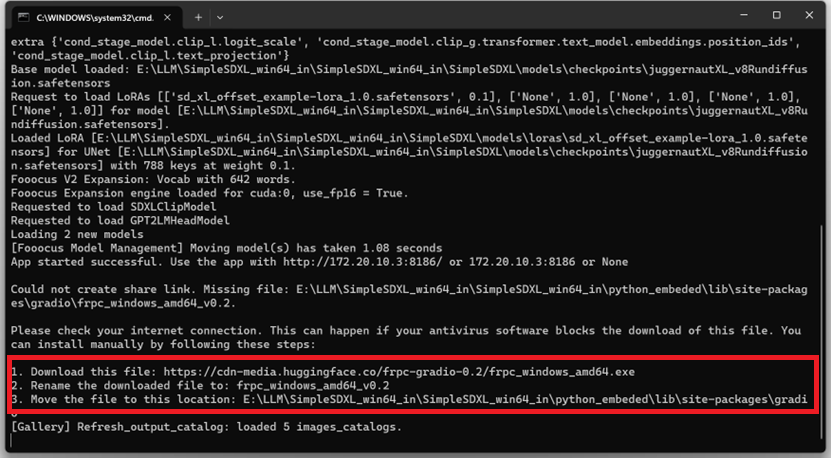 C:\WINDOWS\system32\cmd.
extra {'cond_stage_model.clip_l.logit_scale', 'cond_stage_model.clip_g.transformer.text_model.embeddings.position_ids',
'cond_stage_model.clip_l.text_projection'}
Base model loaded: E:\LLM\SimpleSDXL_win64_in\SimpleSDXL_win64_in\SimpleSDXL\models\checkpoints\juggernautXL_v8Rundiffus
ion.safetensors
Request to load LoRAs [['sd_xl_offset_example-lora_1.0.safetensors', 0.1], ['None', 1.0], ['None', 1.0], ['None', 1.0],
['None', 1.0]] for model [E:\LLM\SimpleSDXL_win64_in\SimpleSDXL_win64_in\SimpleSDXL\models\checkpoints\juggernautXL_v8Ru
ndiffusion.safetensors].
Loaded LoRA [E:\LLM\SimpleSDXL_win64_in\SimpleSDXL_win64_in\SimpleSDXL\models\loras\sd_xl_offset_example-lora_1.0.safete
nsors] for UNet [E:\LLM\SimpleSDXL_win64_in\SimpleSDXL_win64_in\SimpleSDXL\models\checkpoints\juggernautXL_v8Rundiffusio
n.safetensors] with 788 keys at weight 0.1.
Fooocus V2 Expansion: Vocab with 642 words.
Fooocus Expansion engine loaded for cuda:0, use_fp16 = True.
Requested to load SDXLClipModel
Requested to load GPT2LMHeadModel
Loading 2 new models
[Fooocus Model Management] Moving model(s) has taken 1.08 seconds
App started successful. Use the app with http://172.20.10.3:8186/ or 172.20.10.3:8186 or None
Could not create share link. Missing file: E:\LLM\SimpleSDXL_win64_in\SimpleSDXL_win64_in\python_embeded\lib\site-packag
es\gradio\frpc_windows_amd64_v0.2.
Please check your internet connection. This can happen if your antivirus software blocks the download of this file. You
can install manually by following these steps:
1. Download this file: https://cdn-media.huggingface.co/frpc-gradio-0.2/frpc_windows_amd64.exe
2. Rename the downloaded file to: frpc_windows_amd64_v0.2
3. Move the file to this location: E:\LLM\SimpleSDXL_win64_in\SimpleSDXL_win64_in\python_embeded\lib\site-packages\gradi
o
[Gallery] Refresh_output_catalog: loaded 5 images_catalogs.